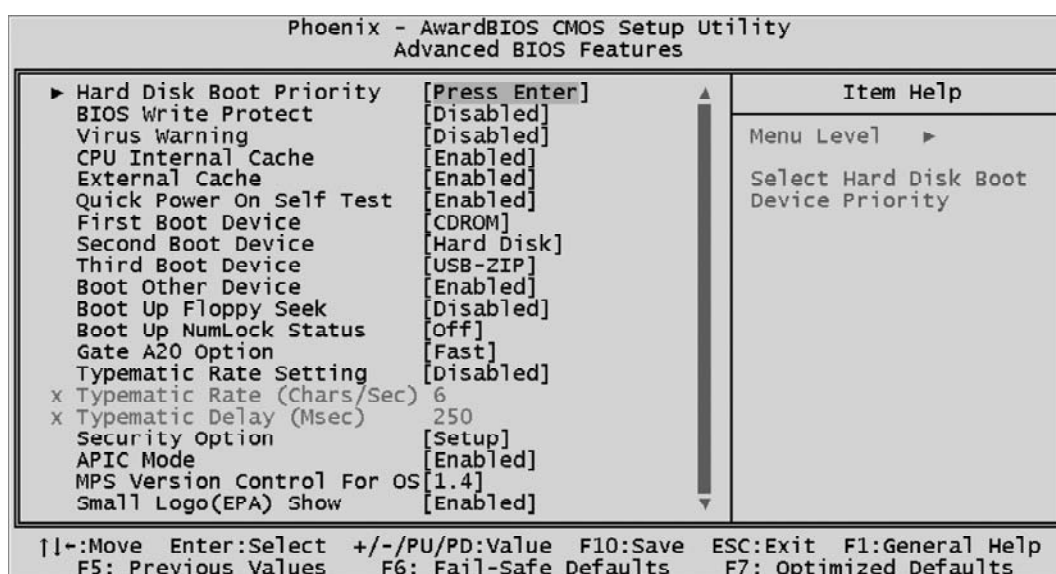 Phoenix - AwardBIOS CMOS Setup Utility
Advanced BIOS Features
► Hard Disk Boot Priority [Press Enter]
BIOS Write Protect [Disabled]
Virus Warning [Disabled]
CPU Internal Cache [Enabled]
External Cache [Enabled]
Quick Power On Self Test [Enabled]
First Boot Device [CDROM]
Second Boot Device [Hard Disk]
Third Boot Device [USB-ZIP]
Boot Other Device [Enabled]
Boot Up Floppy Seek [Disabled]
Boot Up NumLock Status [Off]
Gate A20 Option [Fast]
Typematic Rate Setting [Disabled]
x Typematic Rate (Chars/Sec) 6
x Typematic Delay (Msec) 250
Security Option [Setup]
APIC Mode [Enabled]
MPS Version Control For OS[1.4]
Small Logo(EPA) Show [Enabled]
Item Help
Menu Level ►
Select Hard Disk Boot
Device Priority
↑↓←:Move Enter:Select +/-/PU/PD:Value F10:Save ESC:Exit F1:General Help
F5: Previous Values F6: Fail-Safe Defaults F7: Optimized Defaults